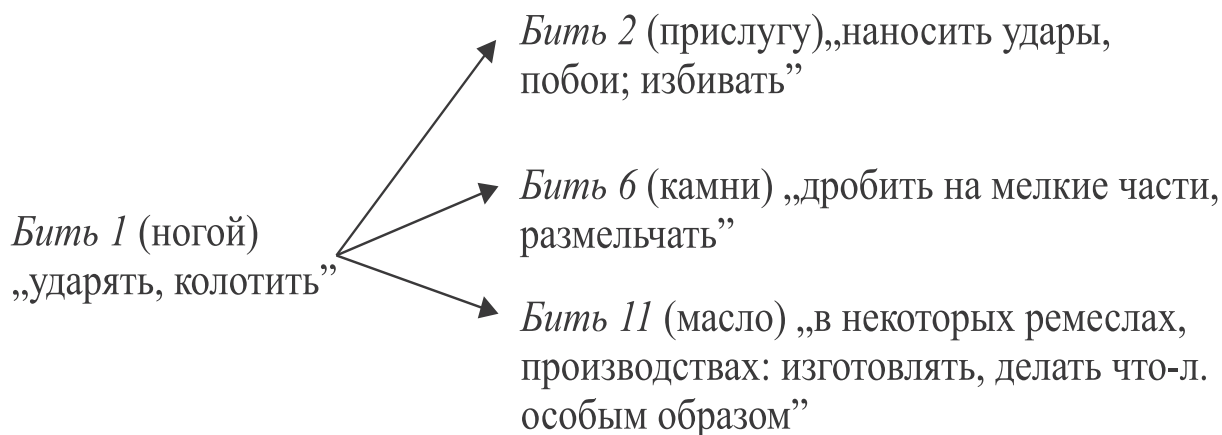 Бить 2 (прислугу)„наносить удары,
побои; избивать”
Бить 6 (камни) „дробить на мелкие части,
размельчать”
Бить 1 (ногой)
„ударять, колотить”
Бить 11 (масло) „в некоторых ремеслах,
производствах: изготовлять, делать что-л.
особым образом”